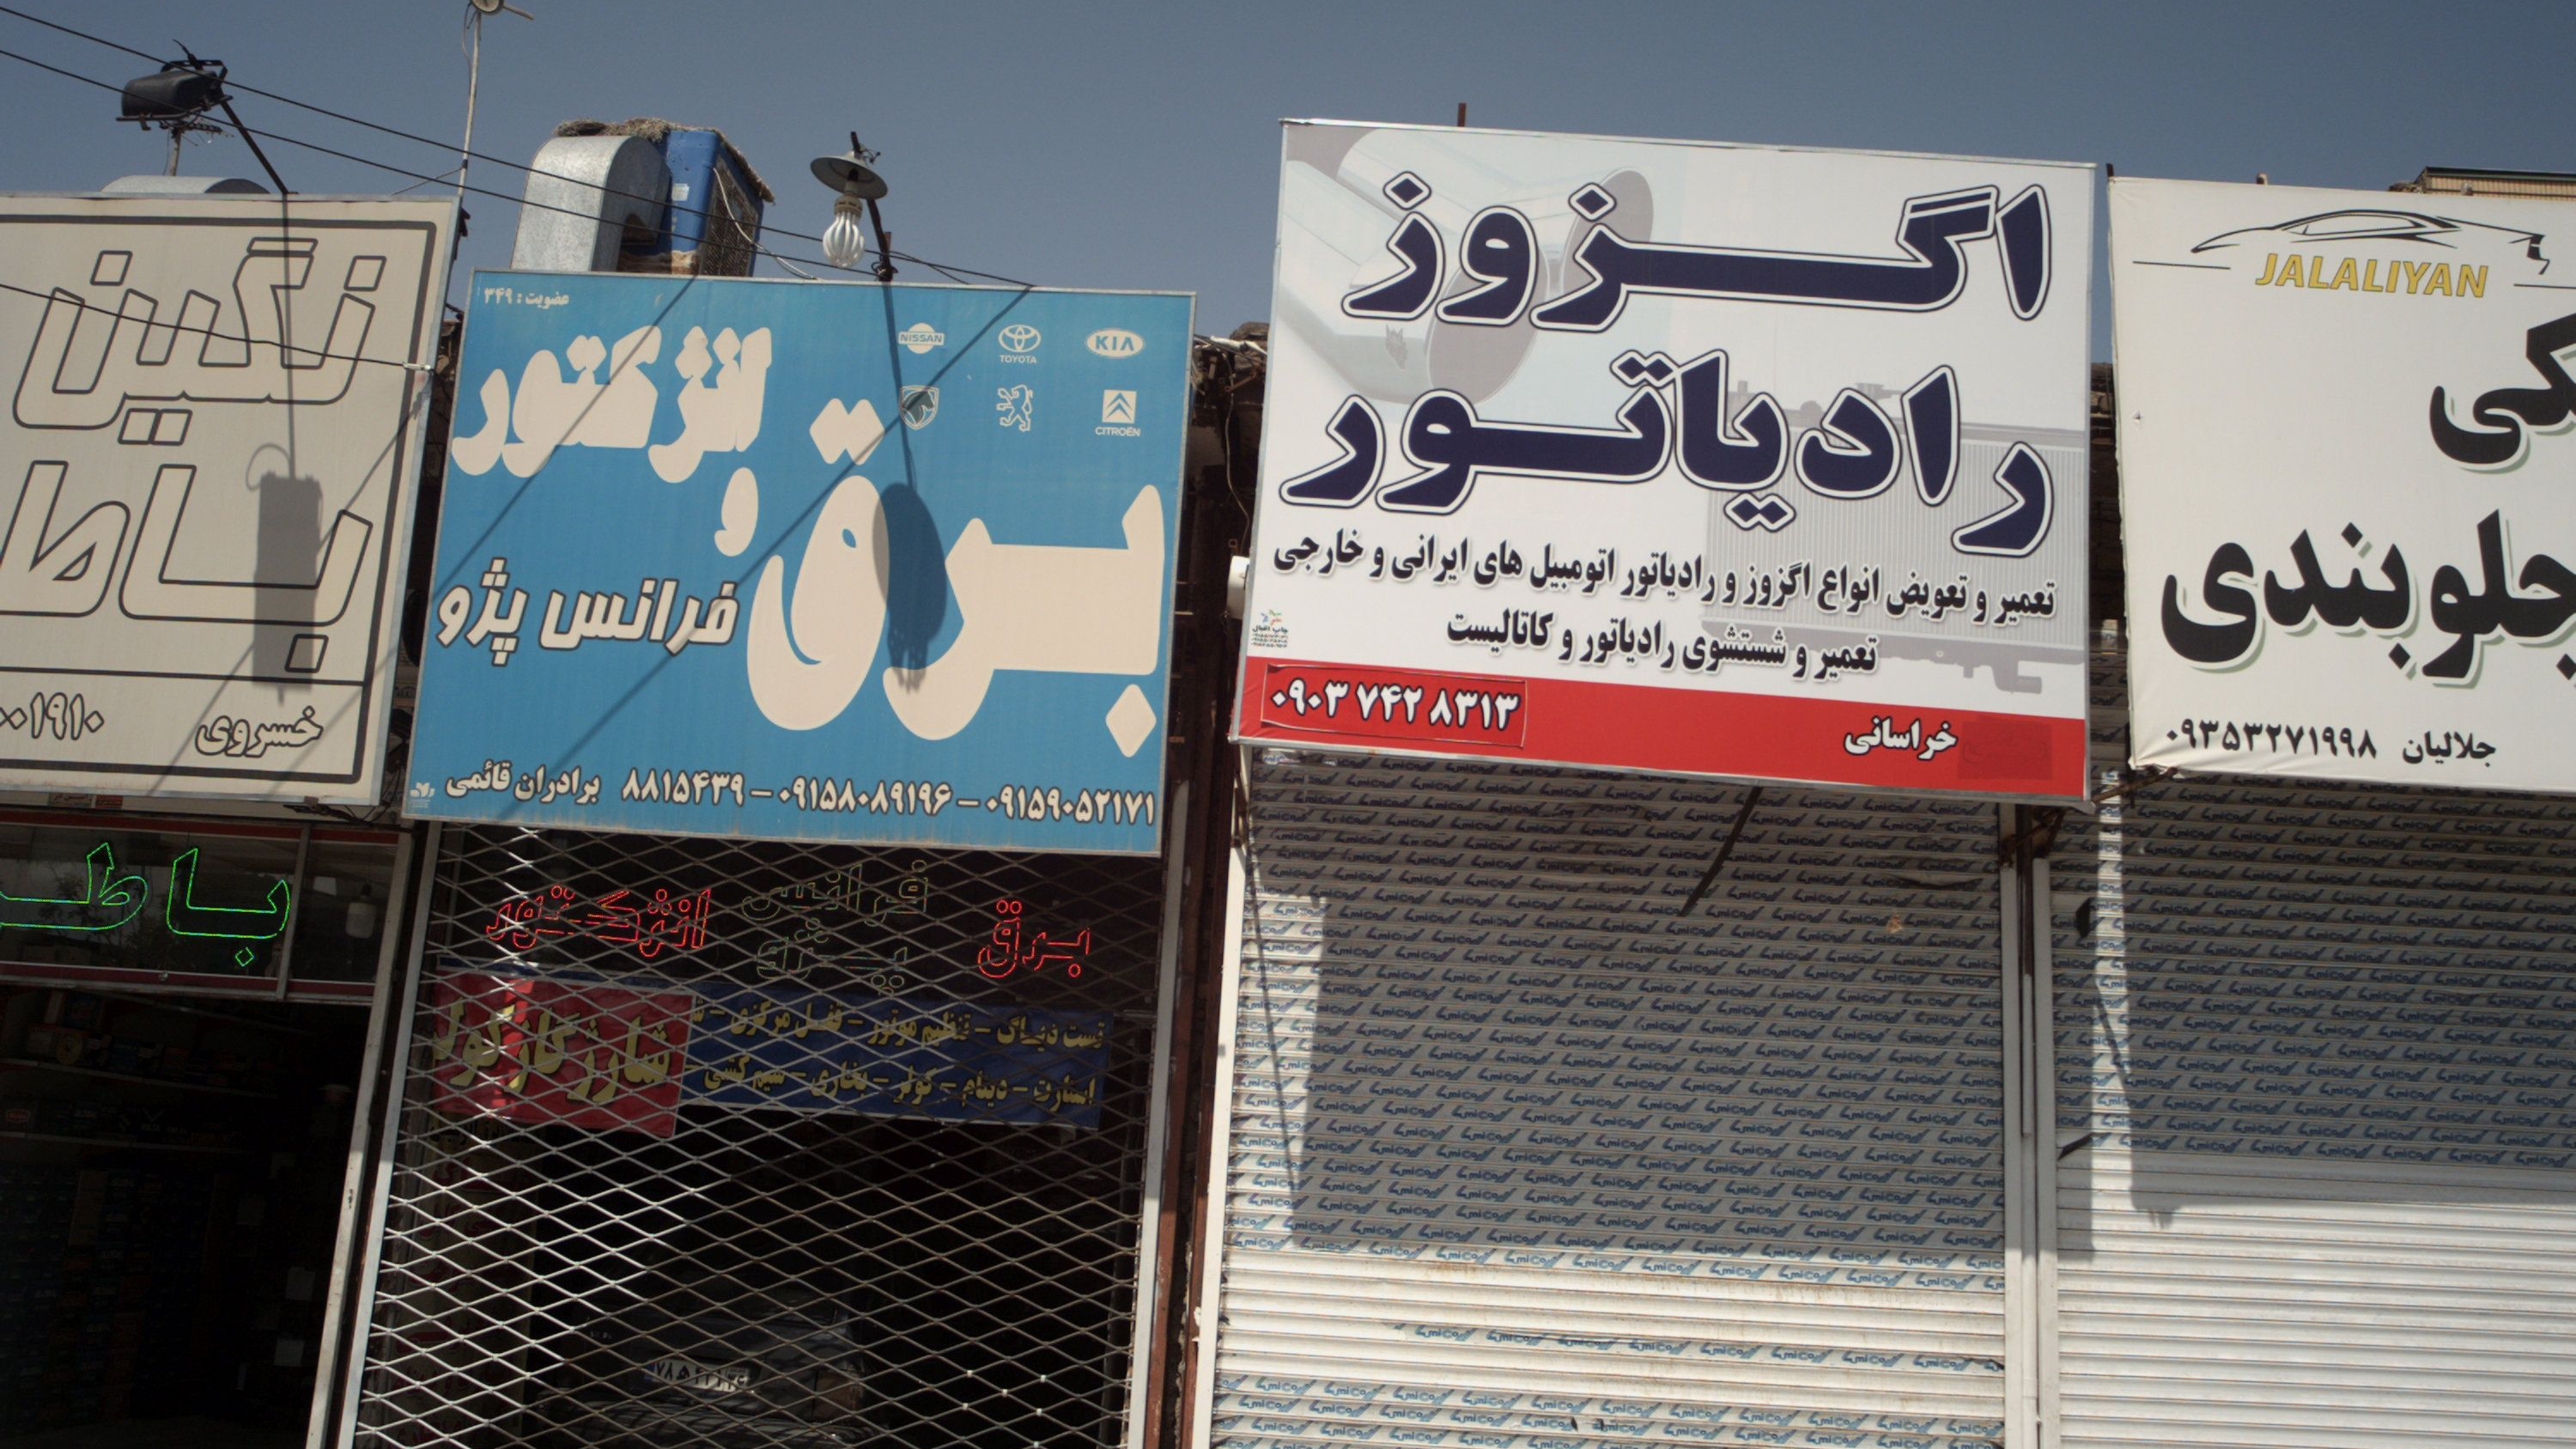 نگین
خسروی
عضویت : ۳۴۹
NISSAN
TOYOTA
KIA
CITROËN
برق و انژکتور
فرانس پژو
برادران قائمی ۸۸۱۵۴۳۹ – ۰۹۱۵۸۰۸۹۱۹۶ – ۰۹۱۵۹۰۵۲۱۷۱
برق
فرانس پژو
انژکتور
تست دیاگ – تنظیم موتور – قفل مرکزی –
استارت – دینام – کولر – بخاری – سیم کشی –
شارژ گاز کولر
اگزوز
رادیاتور
تعمیر و تعویض انواع اگزوز و رادیاتور اتومبیل های ایرانی و خارجی
تعمیر و شستشوی رادیاتور و کاتالیست
خراسانی
۰۹۰۳ ۷۴۲ ۸۳۱۳
JALALIYAN
جلوبندی
جلالیان ۰۹۳۵۳۲۷۱۹۹۸